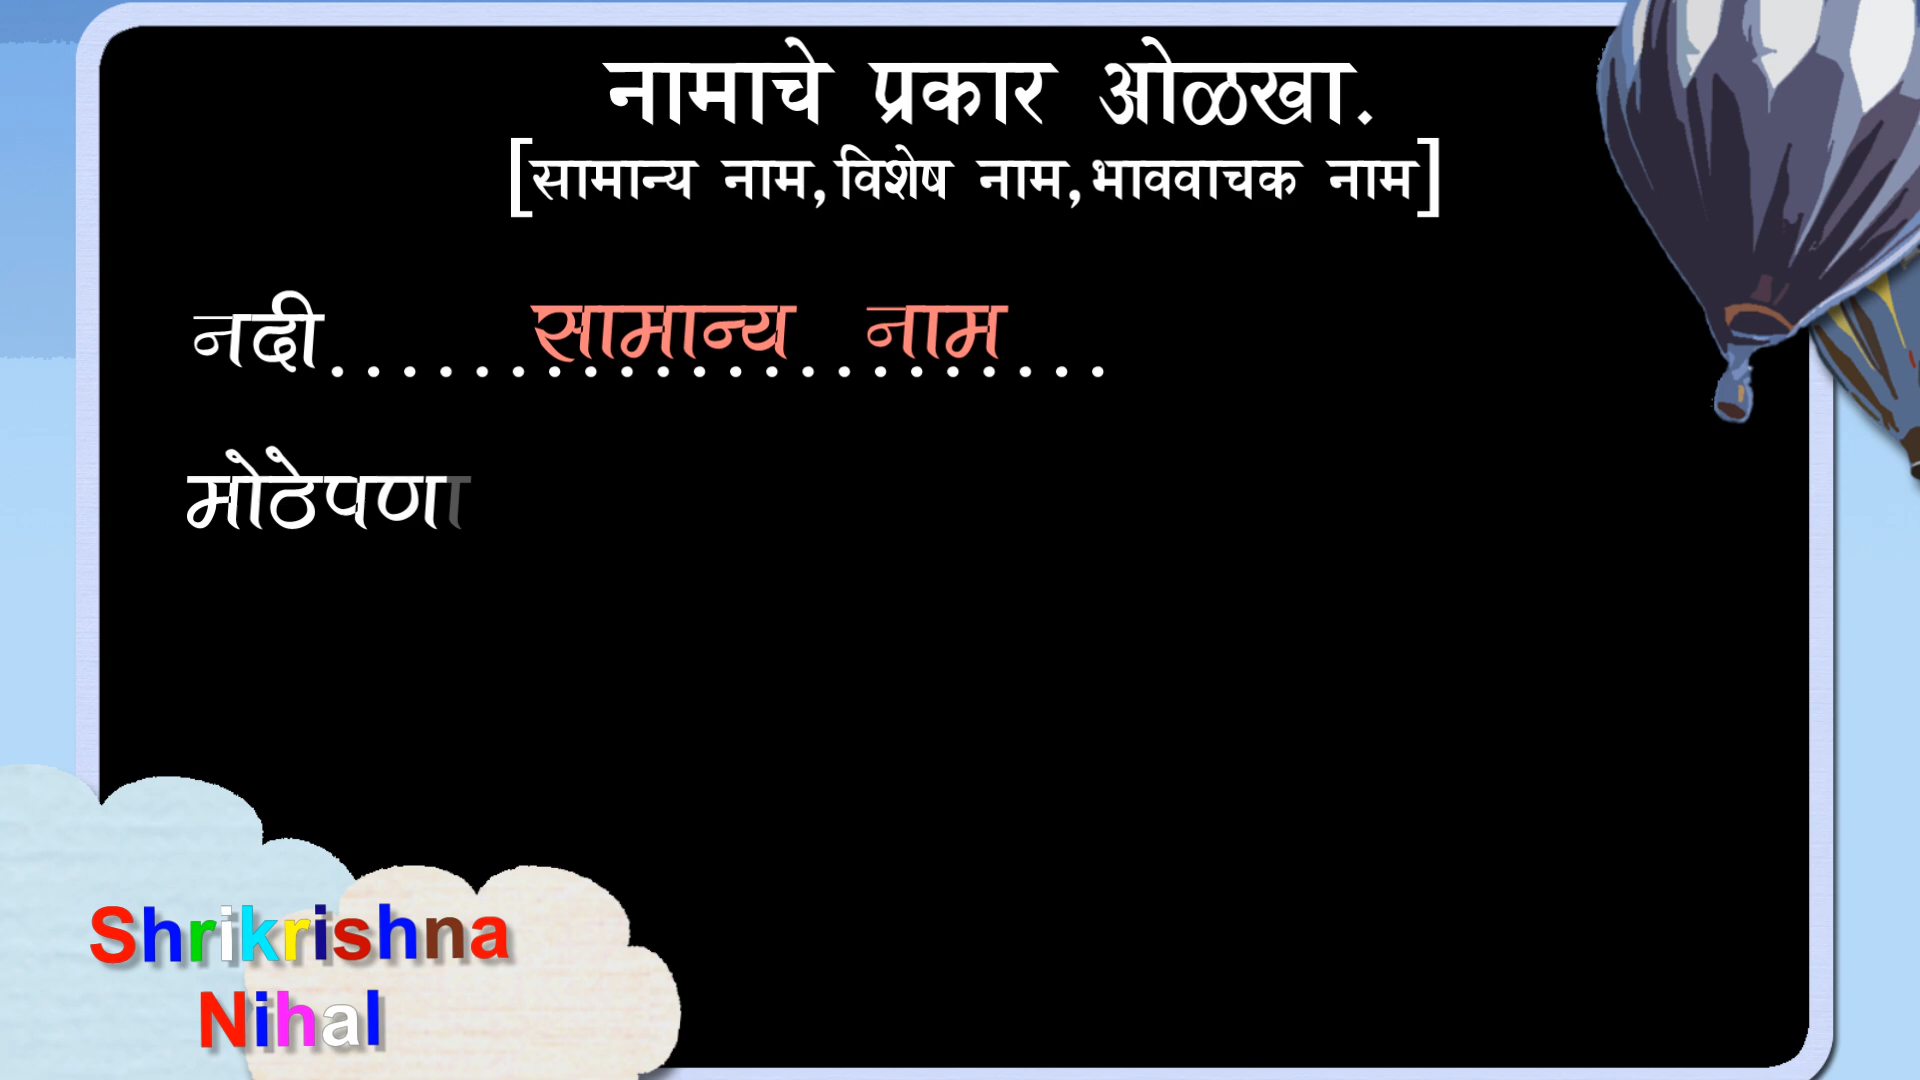 नामाचे प्रकार ओळखा.
[सामान्य नाम,विशेष नाम,भाववाचक नाम]
नदी......सामान्य नाम......
मोठेपणा
Shrikrishna
Nihal